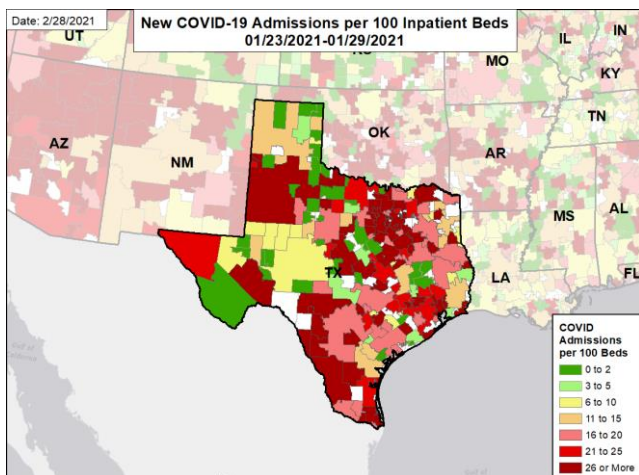 Date: 2/28/2021
New COVID-19 Admissions per 100 Inpatient Beds
01/23/2021-01/29/2021
UT
IL
IN
MO
KY
AZ
NM
OK
TN
AR
MS
AL
TX
LA
FL
COVID
Admissions
per 100 Beds
0 to 2
3 to 5
6 to 10
11 to 15
16 to 20
21 to 25
26 or More